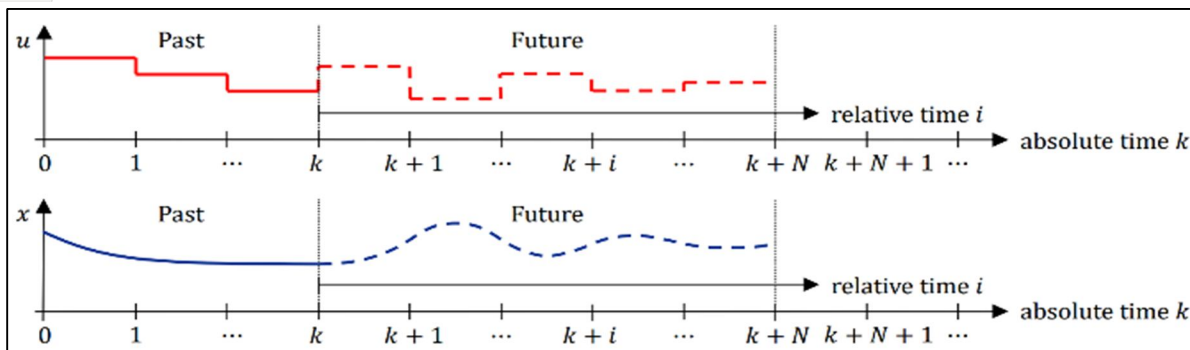 u Past Future
relative time i
absolute time k
0 1 ... k k + 1 ... k + i ... k + N k + N + 1 ...
x Past Future
relative time i
absolute time k
0 1 ... k k + 1 ... k + i ... k + N k + N + 1 ...